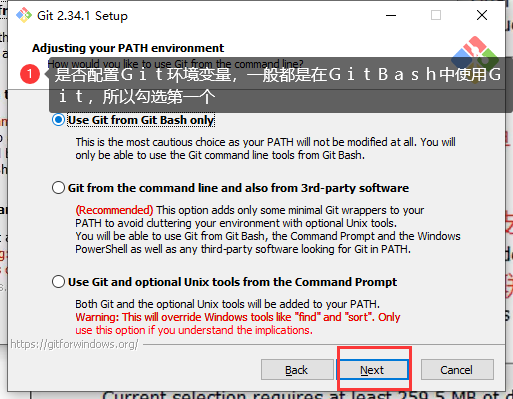 Git 2.34.1 Setup
Adjusting your PATH environment
How would you like to use Git from the command line?
1 是否配置Git环境变量，一般都是在GitBash中使用G
it，所以勾选第一个
Use Git from Git Bash only
This is the most cautious choice as your PATH will not be modified at all. You will
only be able to use the Git command line tools from Git Bash.
Git from the command line and also from 3rd-party software
(Recommended) This option adds only some minimal Git wrappers to your
PATH to avoid cluttering your environment with optional Unix tools.
You will be able to use Git from Git Bash, the Command Prompt and the Windows
PowerShell as well as any third-party software looking for Git in PATH.
Use Git and optional Unix tools from the Command Prompt
Both Git and the optional Unix tools will be added to your PATH.
Warning: This will override Windows tools like "find" and "sort". Only
use this option if you understand the implications.
https://gitforwindows.org/
Back Next Cancel
Current selection requires at least 259.5 MB of d